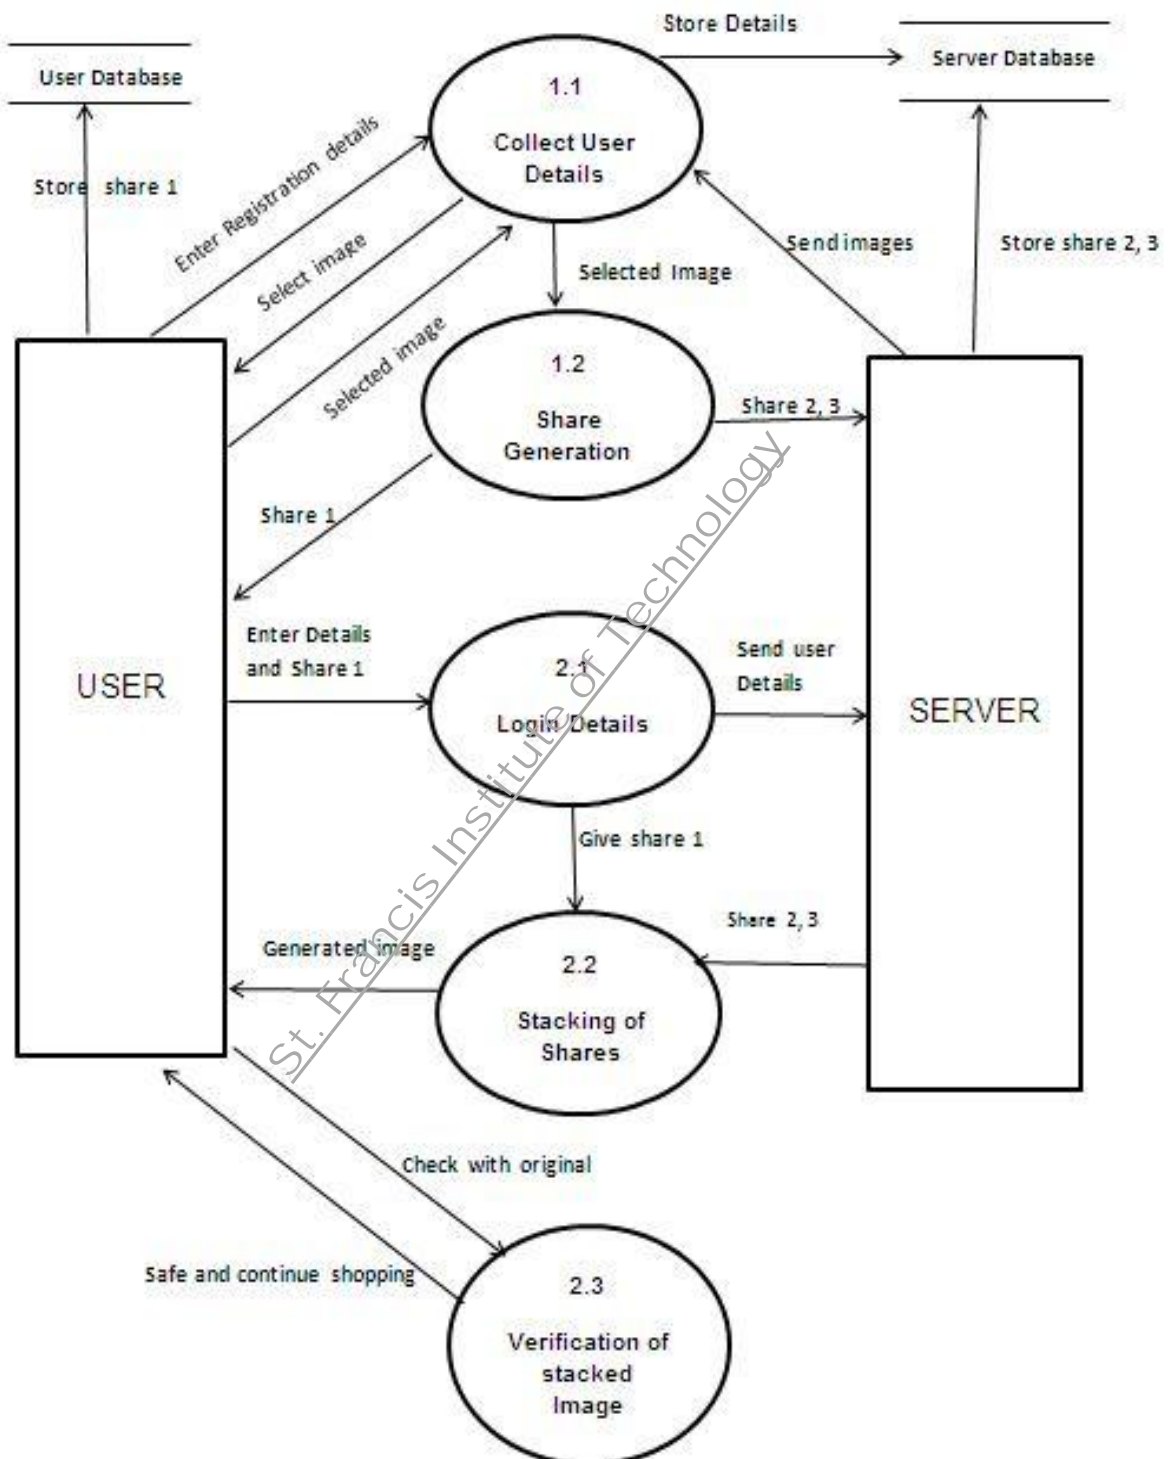 Store Details
User Database
Server Database
1.1
Collect User
Details
Store share 1
Enter Registration details
Select image
Selected image
Selected Image
Send images
Store share 2, 3
1.2
Share
Generation
Share 2, 3
Share 1
Enter Details
and Share 1
USER
2.1
Login Details
Send user
Details
SERVER
Give share 1
Share 2, 3
Generated image
2.2
Stacking of
Shares
St. Francis Institute of Technology
Check with original
Safe and continue shopping
2.3
Verification of
stacked
Image